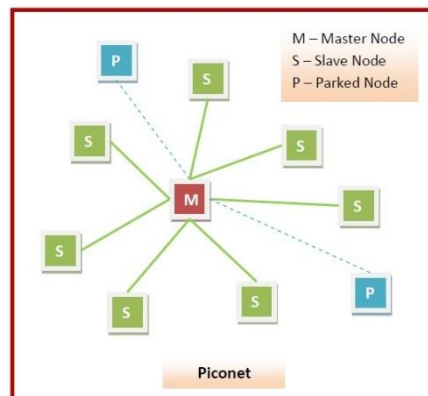 M – Master Node
S – Slave Node
P – Parked Node
P
S
S
S
M
S
S
P
S
S
Piconet